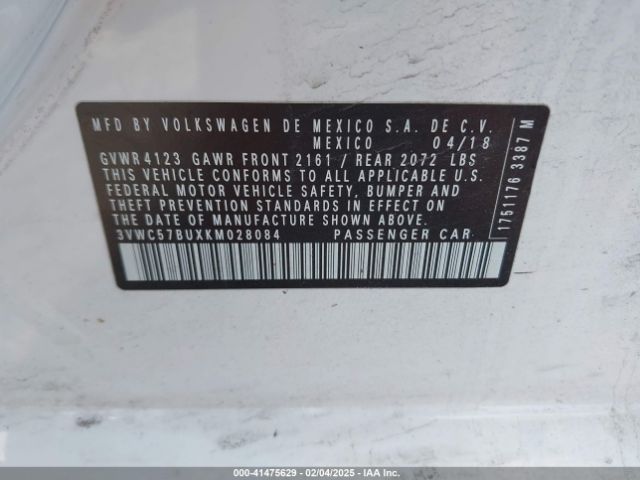 MFD BY VOLKSWAGEN DE MEXICO S.A. DE C.V.
MEXICO 04/18
GVWR 4123 GAWR FRONT 2161 / REAR 2072 LBS
THIS VEHICLE CONFORMS TO ALL APPLICABLE U.S.
FEDERAL MOTOR VEHICLE SAFETY, BUMPER AND
THEFT PREVENTION STANDARDS IN EFFECT ON
THE DATE OF MANUFACTURE SHOWN ABOVE.
3VWC57BUXKM028084 PASSENGER CAR
1751176 3387 M
000-41475629 - 02/04/2025 - IAA Inc.